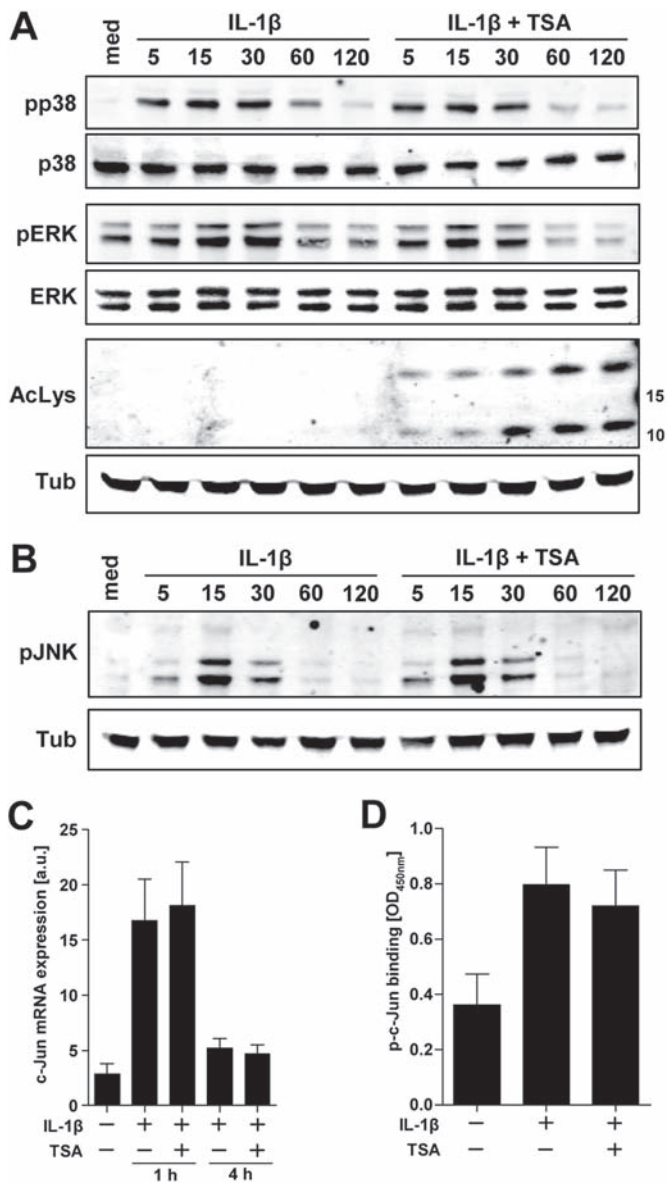 A
med
IL-1β
IL-1β + TSA
5 15 30 60 120 5 15 30 60 120
pp38
p38
pERK
ERK
AcLys
15
10
Tub
B
med
IL-1β
IL-1β + TSA
5 15 30 60 120 5 15 30 60 120
pJNK
Tub
C
c-Jun mRNA expression [a.u.]
25
20
15
10
5
0
IL-1β − + + + +
TSA − − + − +
1 h 4 h
D
p-c-Jun binding [OD450nm]
1.0
0.8
0.6
0.4
0.2
0.0
IL-1β − + +
TSA − − +